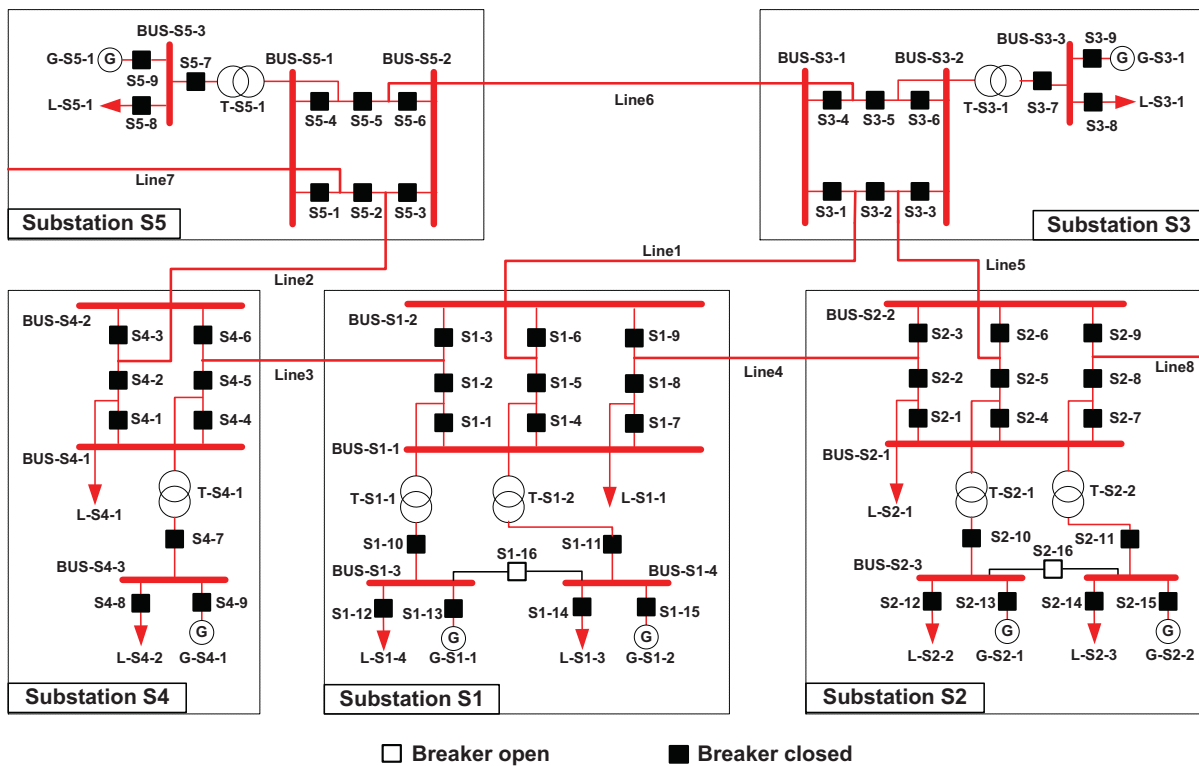 BUS-S5-3
G-S5-1
G
S5-9
S5-7
L-S5-1
S5-8
T-S5-1
BUS-S5-1
BUS-S5-2
S5-4
S5-5
S5-6
Line7
S5-1
S5-2
S5-3
Substation S5
Line6
BUS-S3-1
BUS-S3-2
BUS-S3-3
S3-9
G
G-S3-1
T-S3-1
S3-7
S3-8
L-S3-1
S3-4
S3-5
S3-6
S3-1
S3-2
S3-3
Substation S3
Line2
Line1
Line5
BUS-S4-2
S4-3
S4-6
S4-2
S4-5
S4-1
S4-4
BUS-S4-1
L-S4-1
T-S4-1
S4-7
BUS-S4-3
S4-8
S4-9
G
L-S4-2
G-S4-1
Substation S4
Line3
BUS-S1-2
S1-3
S1-6
S1-9
S1-2
S1-5
S1-8
S1-1
S1-4
S1-7
BUS-S1-1
T-S1-1
T-S1-2
L-S1-1
S1-10
S1-11
S1-16
BUS-S1-3
BUS-S1-4
S1-12
S1-13
S1-14
S1-15
G
G
L-S1-4
G-S1-1
L-S1-3
G-S1-2
Substation S1
Line4
BUS-S2-2
S2-3
S2-6
S2-9
Line8
S2-2
S2-5
S2-8
S2-1
S2-4
S2-7
BUS-S2-1
L-S2-1
T-S2-1
T-S2-2
S2-10
S2-11
S2-16
BUS-S2-3
S2-12
S2-13
S2-14
S2-15
G
G
L-S2-2
G-S2-1
L-S2-3
G-S2-2
Substation S2
Breaker open
Breaker closed